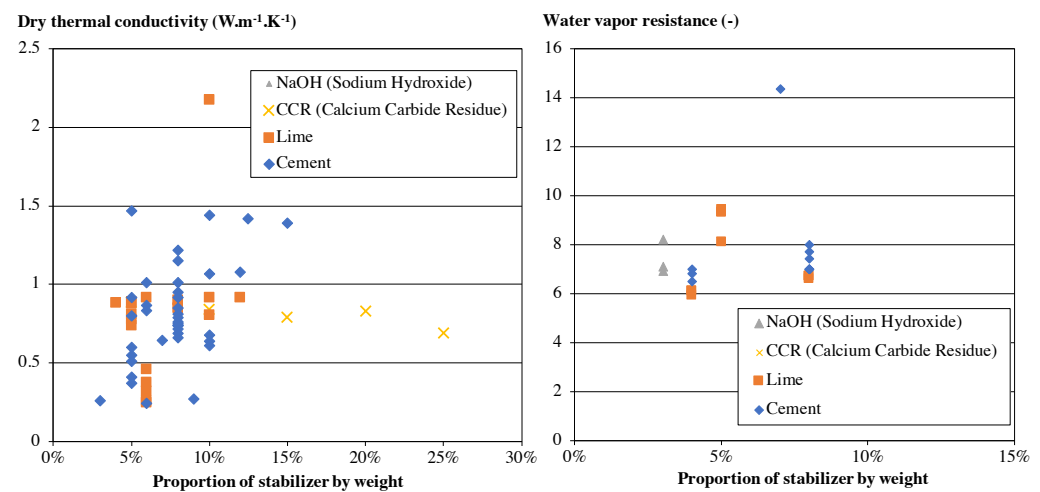 Dry thermal conductivity (W.m⁻¹.K⁻¹)
2.5
2
1.5
1
0.5
0
0%
5%
10%
15%
20%
25%
30%
NaOH (Sodium Hydroxide)
CCR (Calcium Carbide Residue)
Lime
Cement
Proportion of stabilizer by weight
Water vapor resistance (-)
16
14
12
10
8
6
4
2
0
0%
5%
10%
15%
NaOH (Sodium Hydroxide)
CCR (Calcium Carbide Residue)
Lime
Cement
Proportion of stabilizer by weight